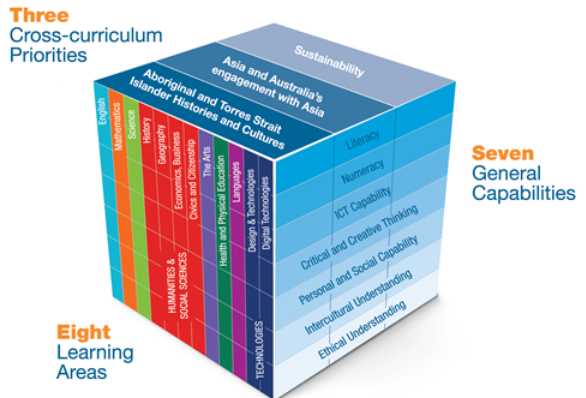 Three
Cross-curriculum
Priorities
Sustainability
Asia and Australia's
engagement with Asia
Aboriginal and Torres Strait
Islander Histories and Cultures
English
Mathematics
Science
History
Geography
Economics, Business
Civics and Citizenship
HUMANITIES &
SOCIAL SCIENCES
The Arts
Health and Physical Education
Languages
Design & Technologies
Digital Technologies
TECHNOLOGIES
Literacy
Numeracy
ICT Capability
Critical and Creative Thinking
Personal and Social Capability
Intercultural Understanding
Ethical Understanding
Seven
General
Capabilities
Eight
Learning
Areas